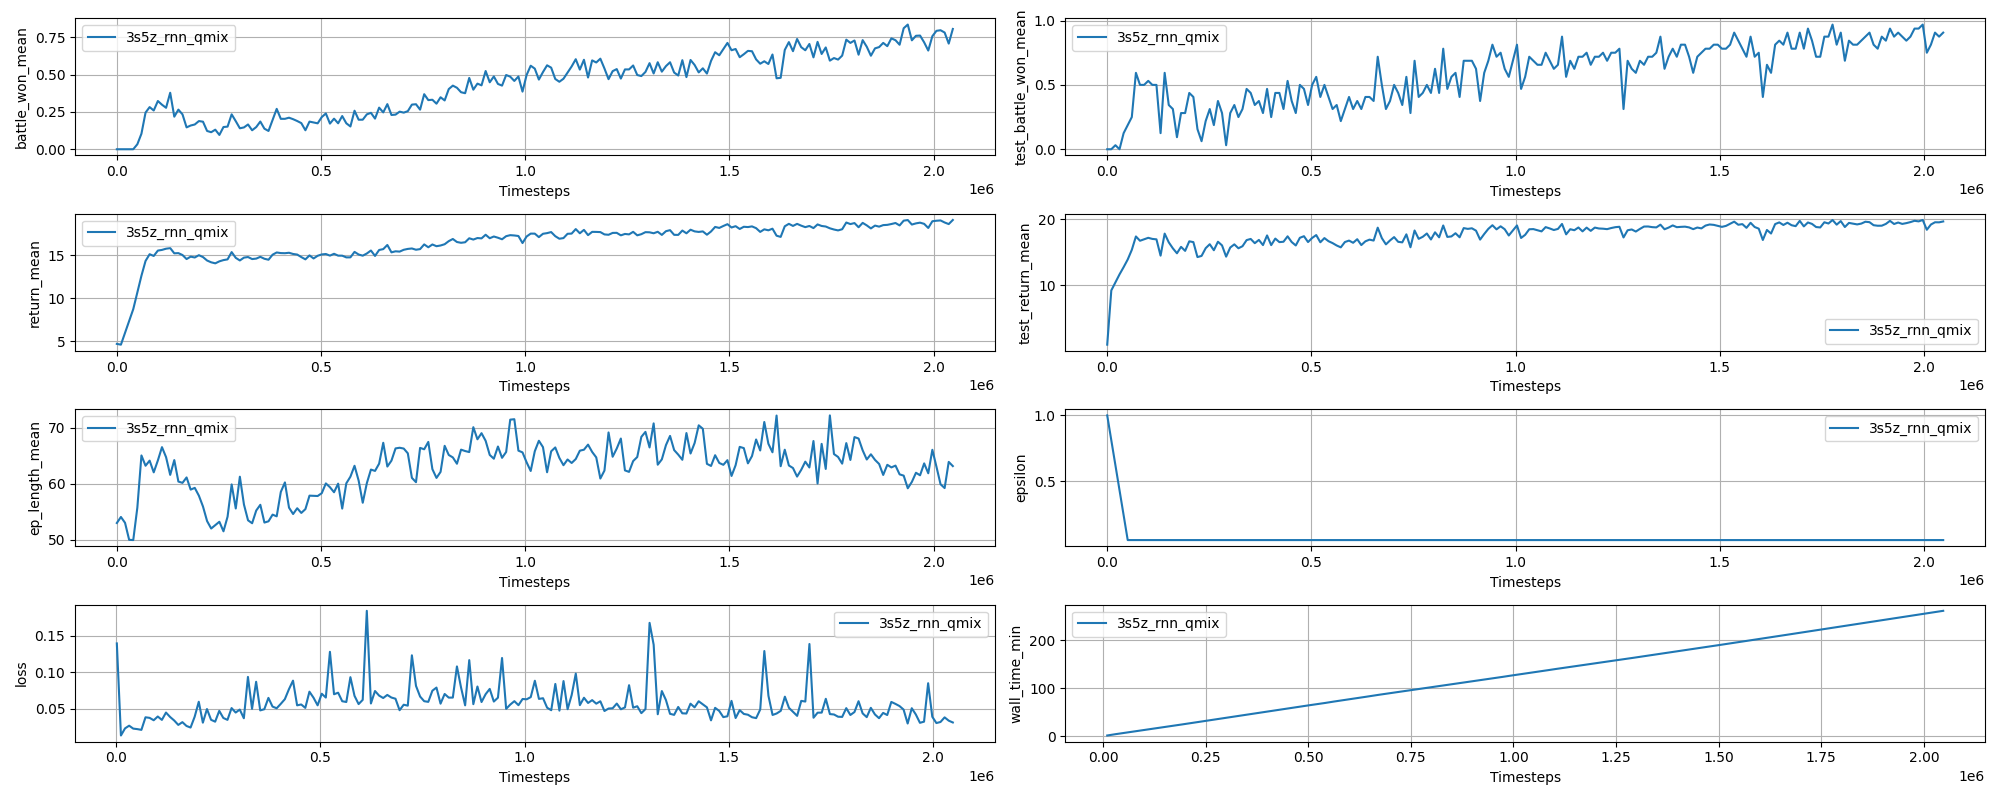 3s5z_rnn_qmix
battle_won_mean
0.75
0.50
0.25
0.00
0.0 0.5 1.0 1.5 2.0
1e6
Timesteps
3s5z_rnn_qmix
test_battle_won_mean
1.0
0.5
0.0
0.0 0.5 1.0 1.5 2.0
1e6
Timesteps
3s5z_rnn_qmix
return_mean
15
10
5
0.0 0.5 1.0 1.5 2.0
1e6
Timesteps
3s5z_rnn_qmix
test_return_mean
20
10
0.0 0.5 1.0 1.5 2.0
1e6
Timesteps
3s5z_rnn_qmix
ep_length_mean
70
60
50
0.0 0.5 1.0 1.5 2.0
1e6
Timesteps
3s5z_rnn_qmix
epsilon
1.0
0.5
0.0 0.5 1.0 1.5 2.0
1e6
Timesteps
3s5z_rnn_qmix
loss
0.15
0.10
0.05
0.0 0.5 1.0 1.5 2.0
1e6
Timesteps
3s5z_rnn_qmix
wall_time_min
200
100
0
0.00 0.25 0.50 0.75 1.00 1.25 1.50 1.75 2.00
1e6
Timesteps